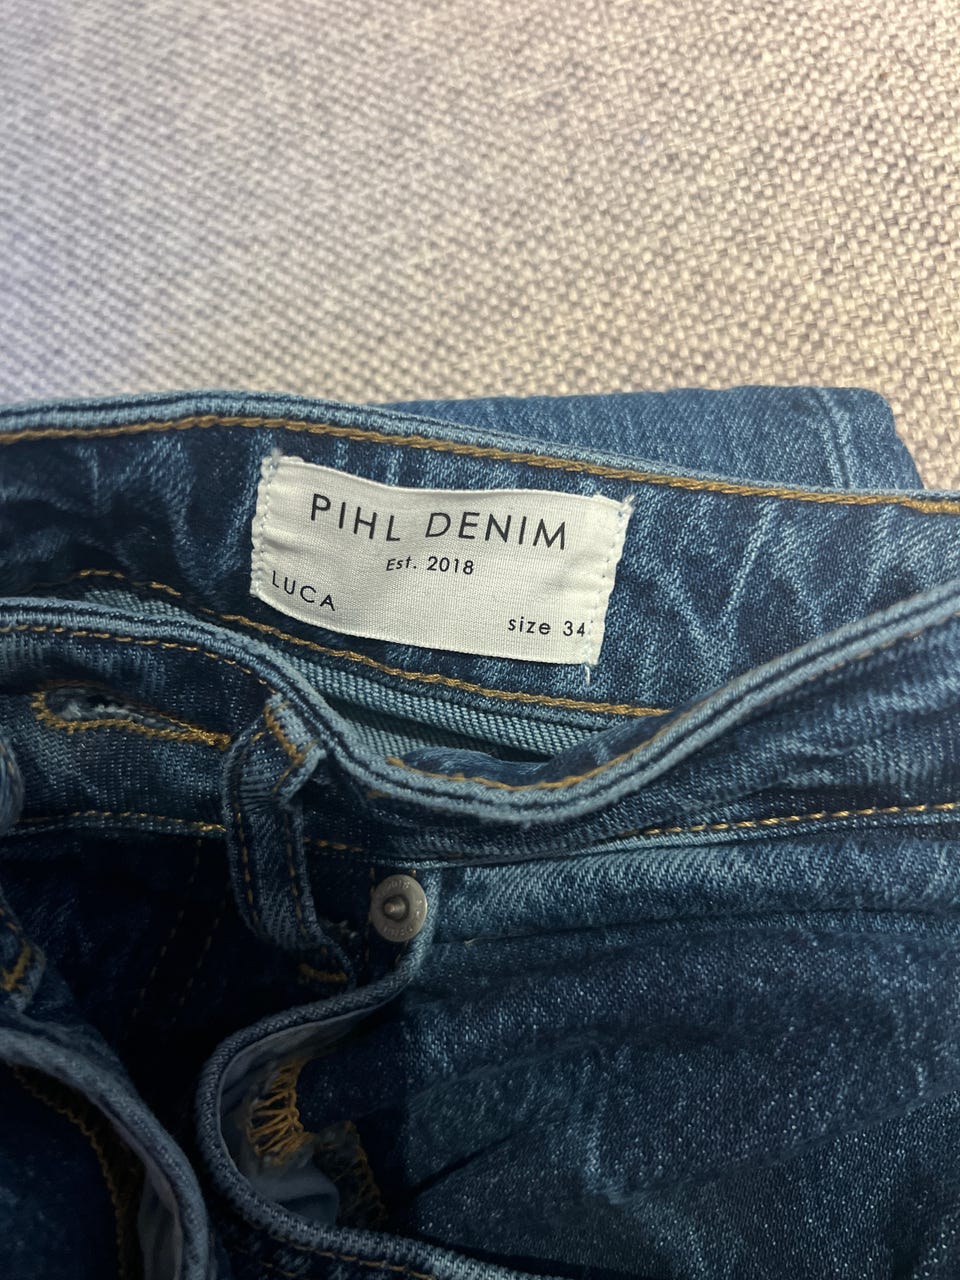 PIHL DENIM
Est. 2018
LUCA
size 34